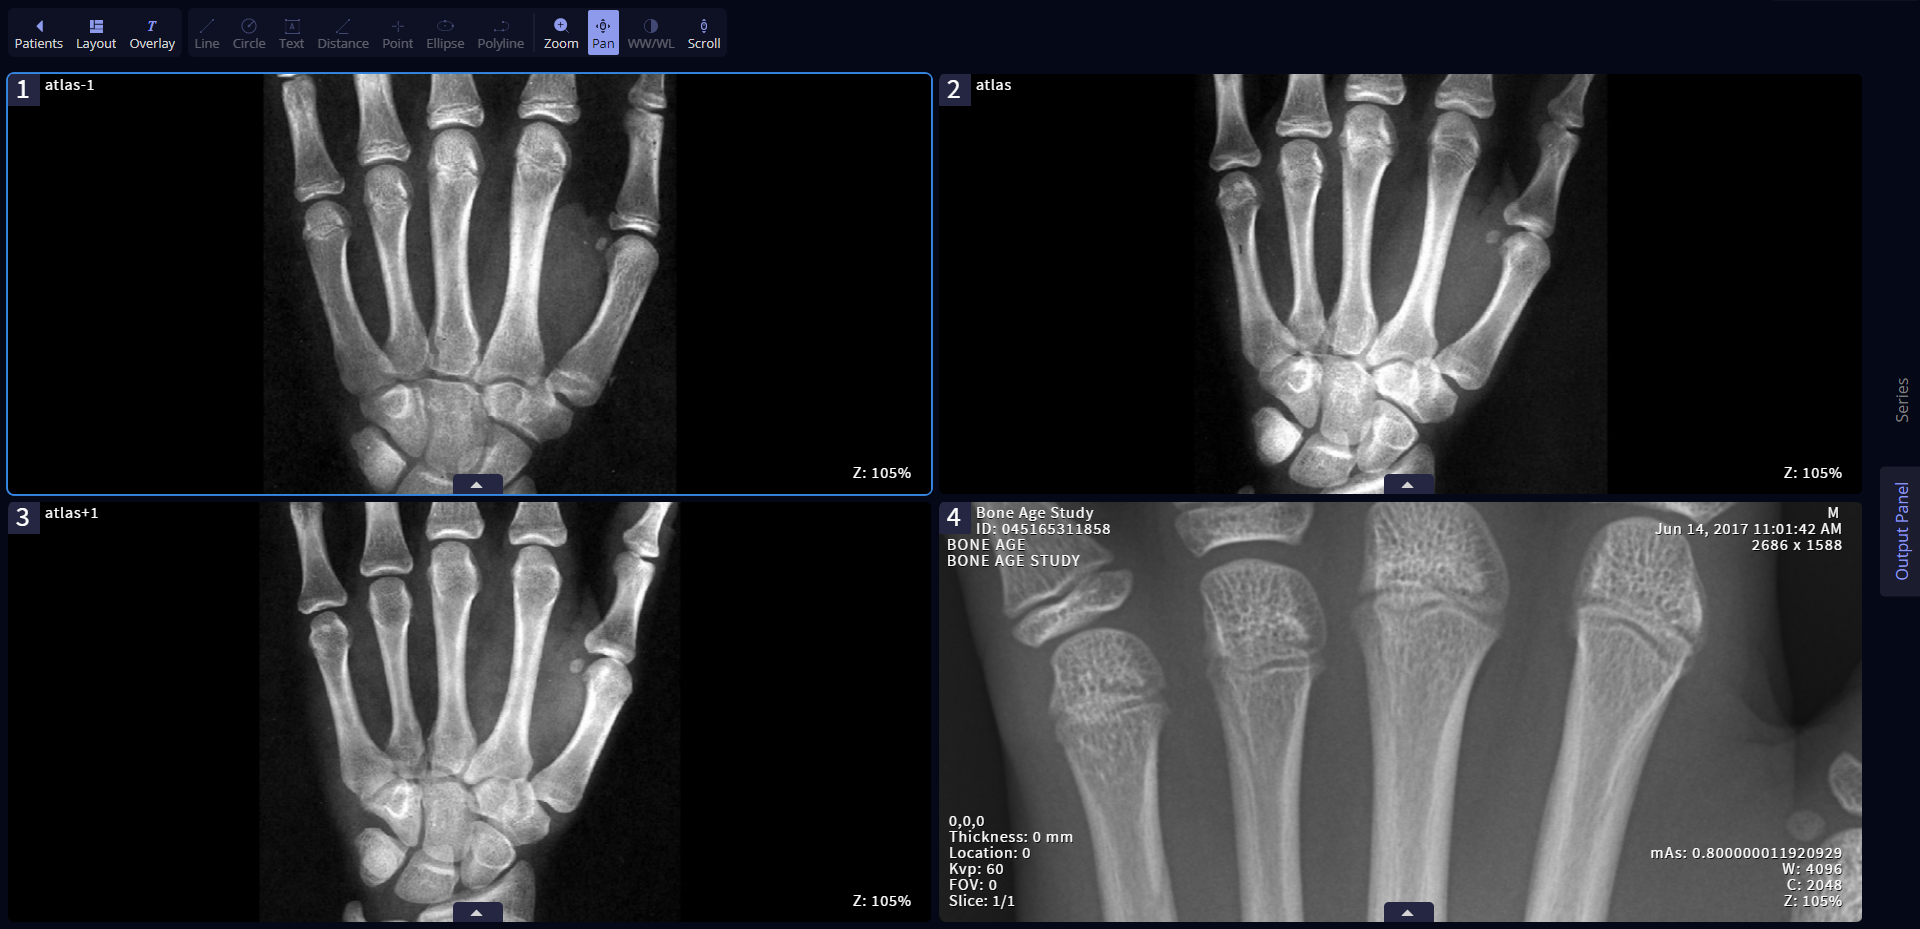 Patients Layout Overlay Line Circle Text Distance Point Ellipse Polyline Zoom Pan WW/WL Scroll
1 atlas-1
Z: 105%
2 atlas
Z: 105%
3 atlas+1
Z: 105%
4 Bone Age Study
ID: 045165311858
BONE AGE
BONE AGE STUDY
M
Jun 14, 2017 11:01:42 AM
2686 x 1588
0,0,0
Thickness: 0 mm
Location: 0
Kvp: 60
FOV: 0
Slice: 1/1
mAs: 0.800000011920929
W: 4096
C: 2048
Z: 105%
Series
Output Panel